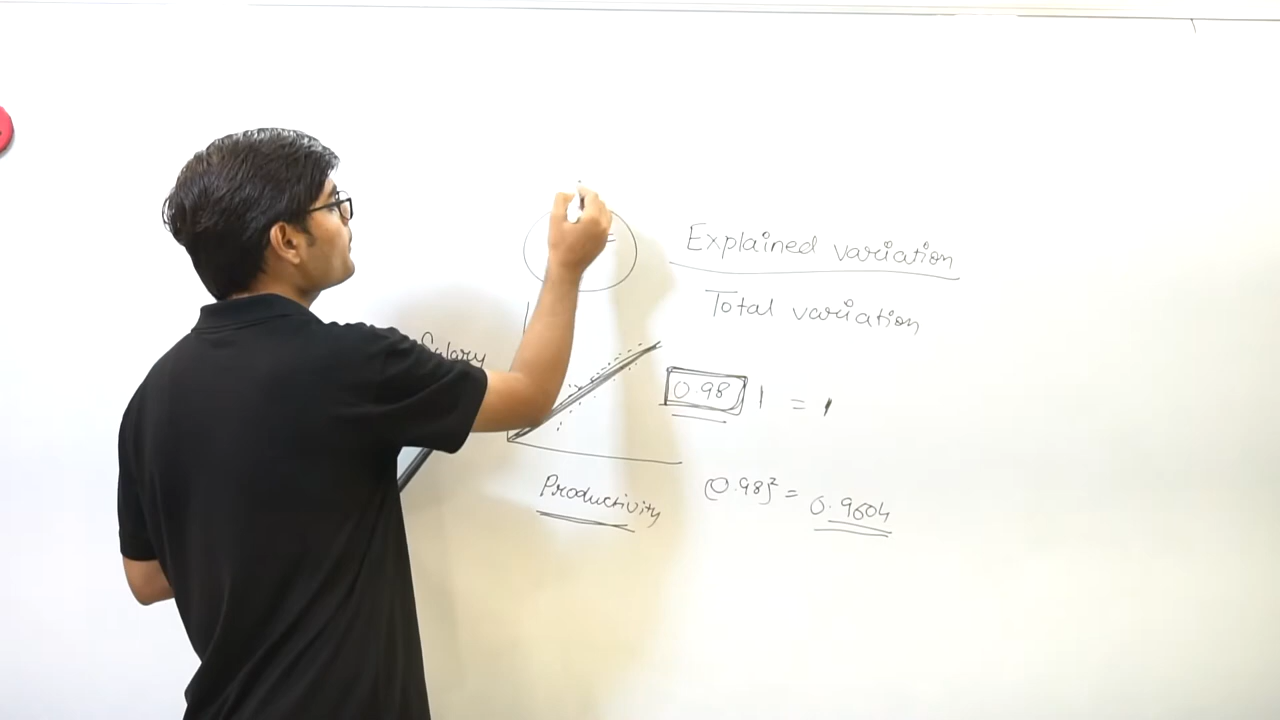 = Explained variation
Total variation
Salary
0.98 1 = 1
Productivity (0.98)² = 0.9604